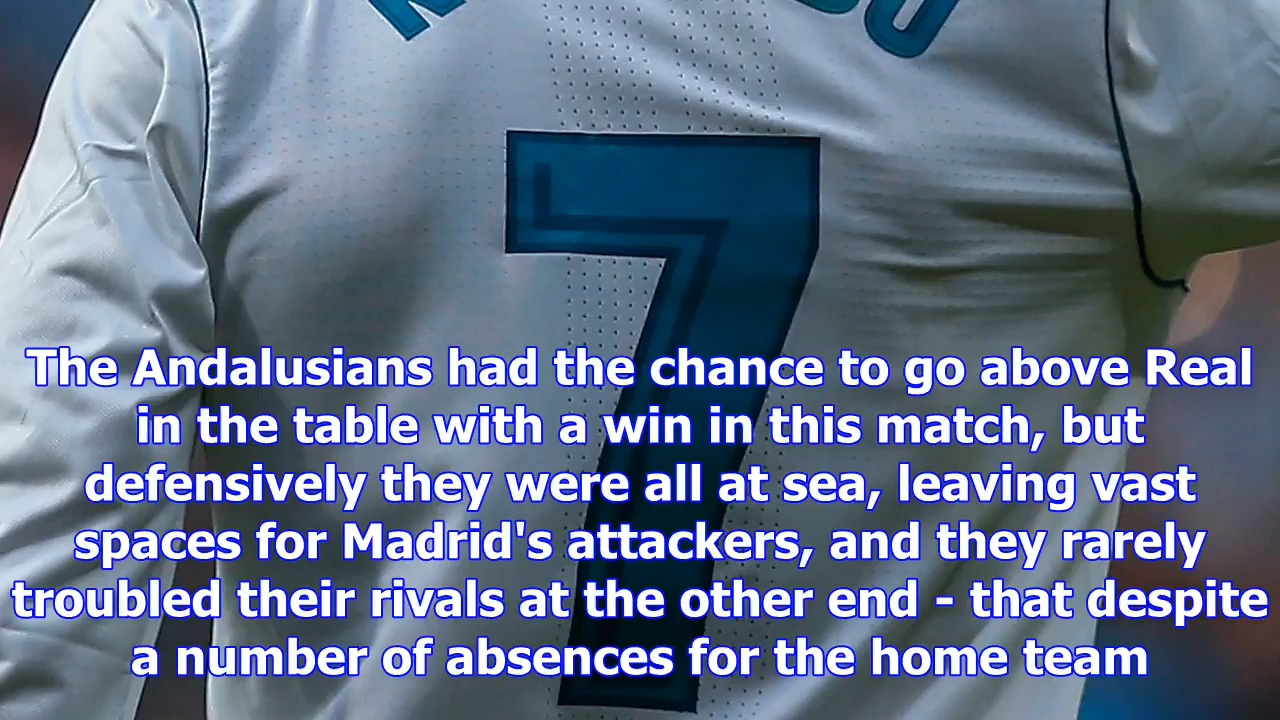 7
The Andalusians had the chance to go above Real
in the table with a win in this match, but
defensively they were all at sea, leaving vast
spaces for Madrid's attackers, and they rarely
troubled their rivals at the other end - that despite
a number of absences for the home team